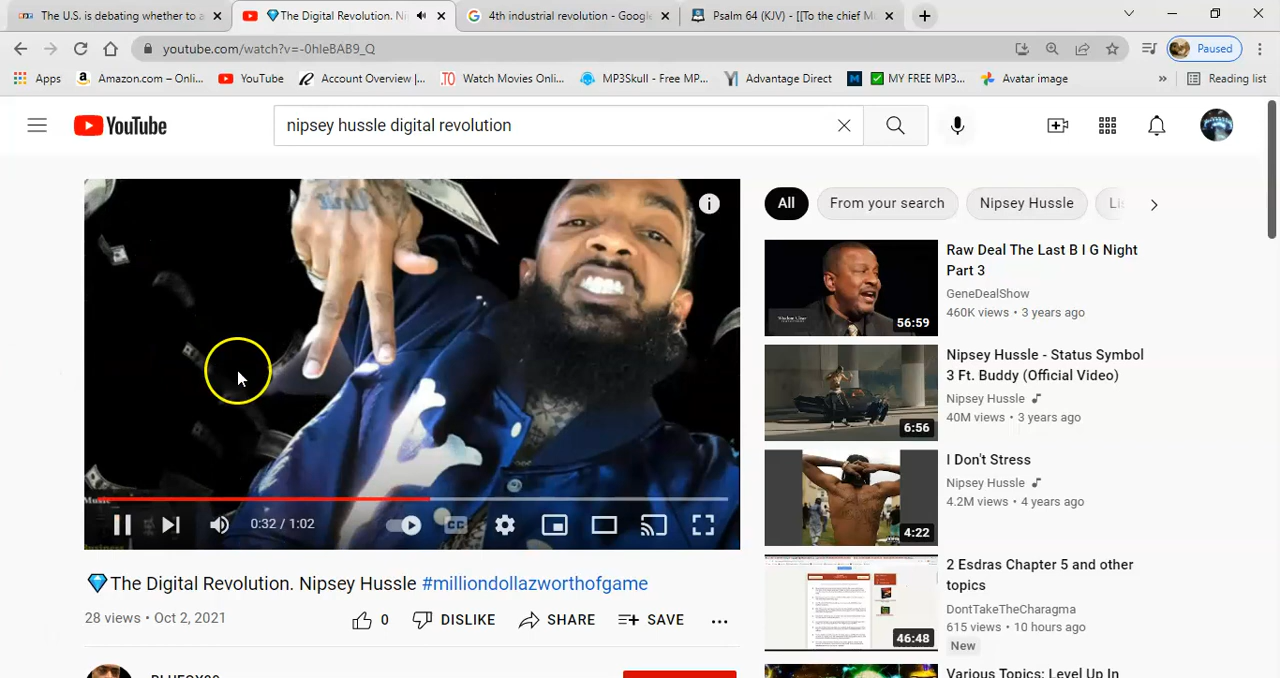 The U.S. is debating whether to a
The Digital Revolution. Ni
4th industrial revolution - Googl
Psalm 64 (KJV) - [[To the chief M
youtube.com/watch?v=-0hleBAB9_Q
Paused
Apps
Amazon.com – Onli...
YouTube
Account Overview |...
Watch Movies Onli...
MP3Skull - Free MP...
Advantage Direct
MY FREE MP3...
Avatar image
»
Reading list
YouTube
nipsey hussle digital revolution
All
From your search
Nipsey Hussle
Lis
Raw Deal The Last B I G Night
Part 3
GeneDealShow
460K views • 3 years ago
56:59
Nipsey Hussle - Status Symbol
3 Ft. Buddy (Official Video)
Nipsey Hussle
40M views • 3 years ago
6:56
I Don't Stress
Nipsey Hussle
4.2M views • 4 years ago
4:22
2 Esdras Chapter 5 and other
topics
DontTakeTheCharagma
615 views • 10 hours ago
46:48
New
Various Topics: Level Up In
Music
0:32 / 1:02
CC
Business
The Digital Revolution. Nipsey Hussle #milliondollazworthofgame
28 views • Oct 2, 2021
0
DISLIKE
SHARE
SAVE